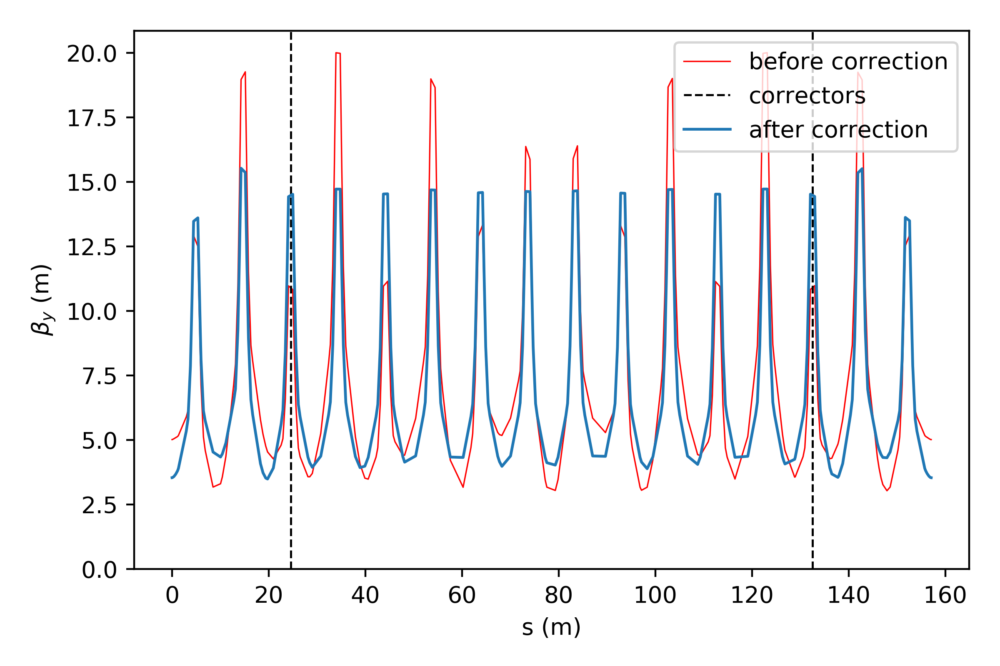 before correction
correctors
after correction
20.0
17.5
15.0
12.5
10.0
7.5
5.0
2.5
0.0
βy (m)
0 20 40 60 80 100 120 140 160
s (m)